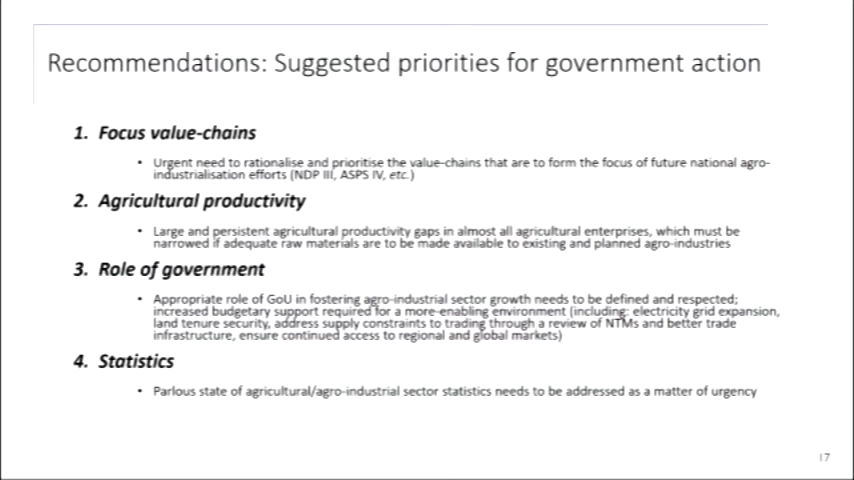 Recommendations: Suggested priorities for government action
1. Focus value-chains
• Urgent need to rationalise and prioritise the value-chains that are to form the focus of future national agro-
industrialisation efforts (NDP III, ASPS IV, etc.)
2. Agricultural productivity
• Large and persistent agricultural productivity gaps in almost all agricultural enterprises, which must be
narrowed if adequate raw materials are to be made available to existing and planned agro-industries
3. Role of government
• Appropriate role of GoU in fostering agro-industrial sector growth needs to be defined and respected;
increased budgetary support required for a more-enabling environment (including: electricity grid expansion,
land tenure security, address supply constraints to trading through a review of NTMs and better trade
infrastructure, ensure continued access to regional and global markets)
4. Statistics
• Parlous state of agricultural/agro-industrial sector statistics needs to be addressed as a matter of urgency
17